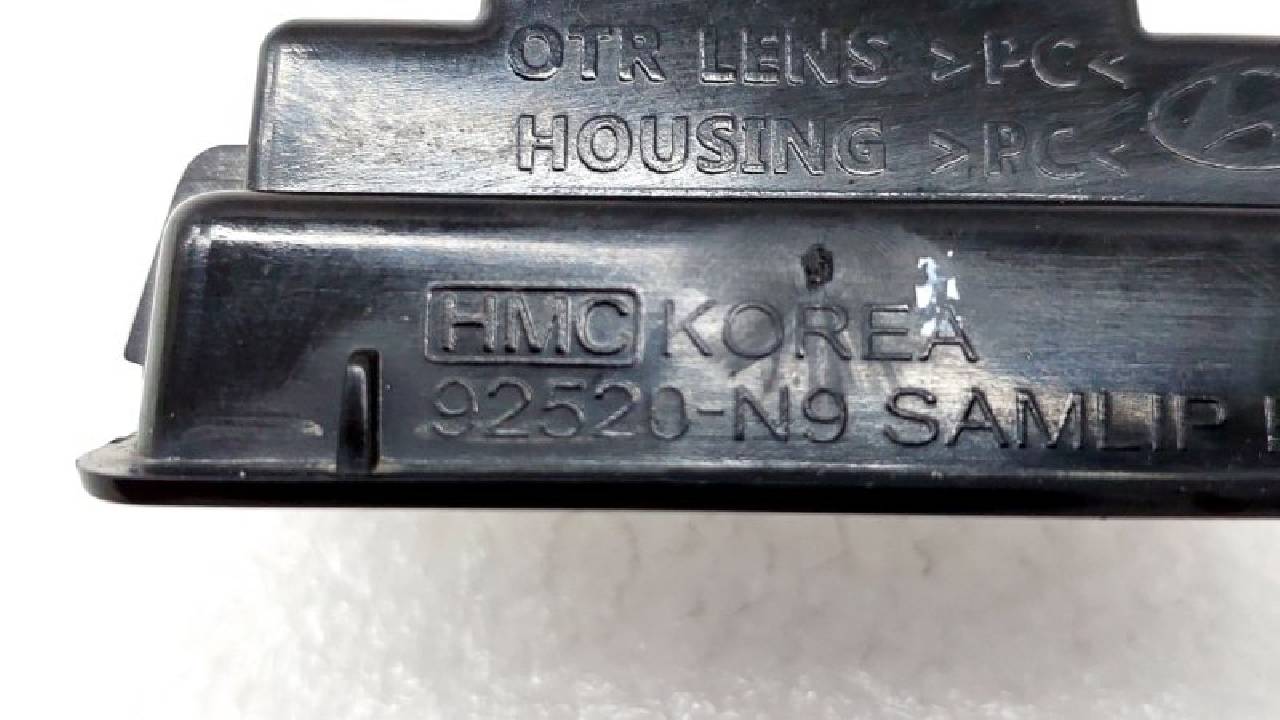 OTR LENS >PC<
HOUSING >PC<
HMC KOREA
92520-N9 SAMLIP